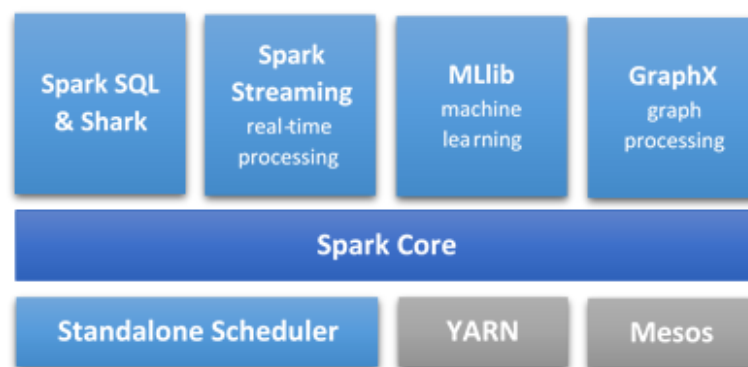 Spark SQL
& Shark
Spark
Streaming
real-time
processing
MLlib
machine
learning
GraphX
graph
processing
Spark Core
Standalone Scheduler
YARN
Mesos